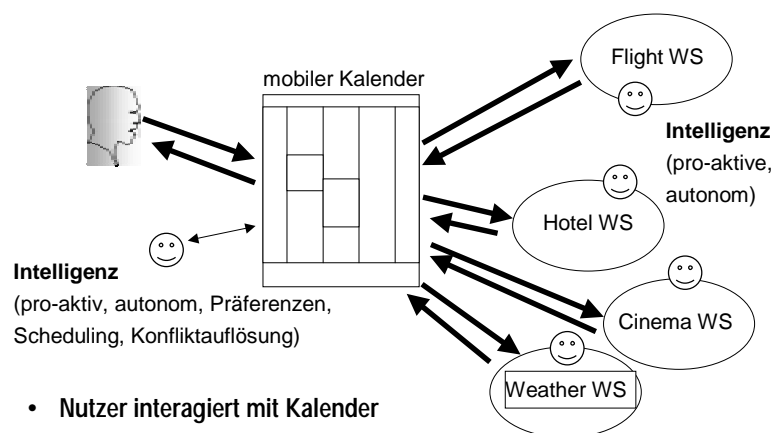 Flight WS
mobiler Kalender
Intelligenz
(pro-aktive,
autonom)
Hotel WS
Intelligenz
(pro-aktiv, autonom, Präferenzen,
Scheduling, Konfliktauflösung)
Cinema WS
Weather WS
• Nutzer interagiert mit Kalender